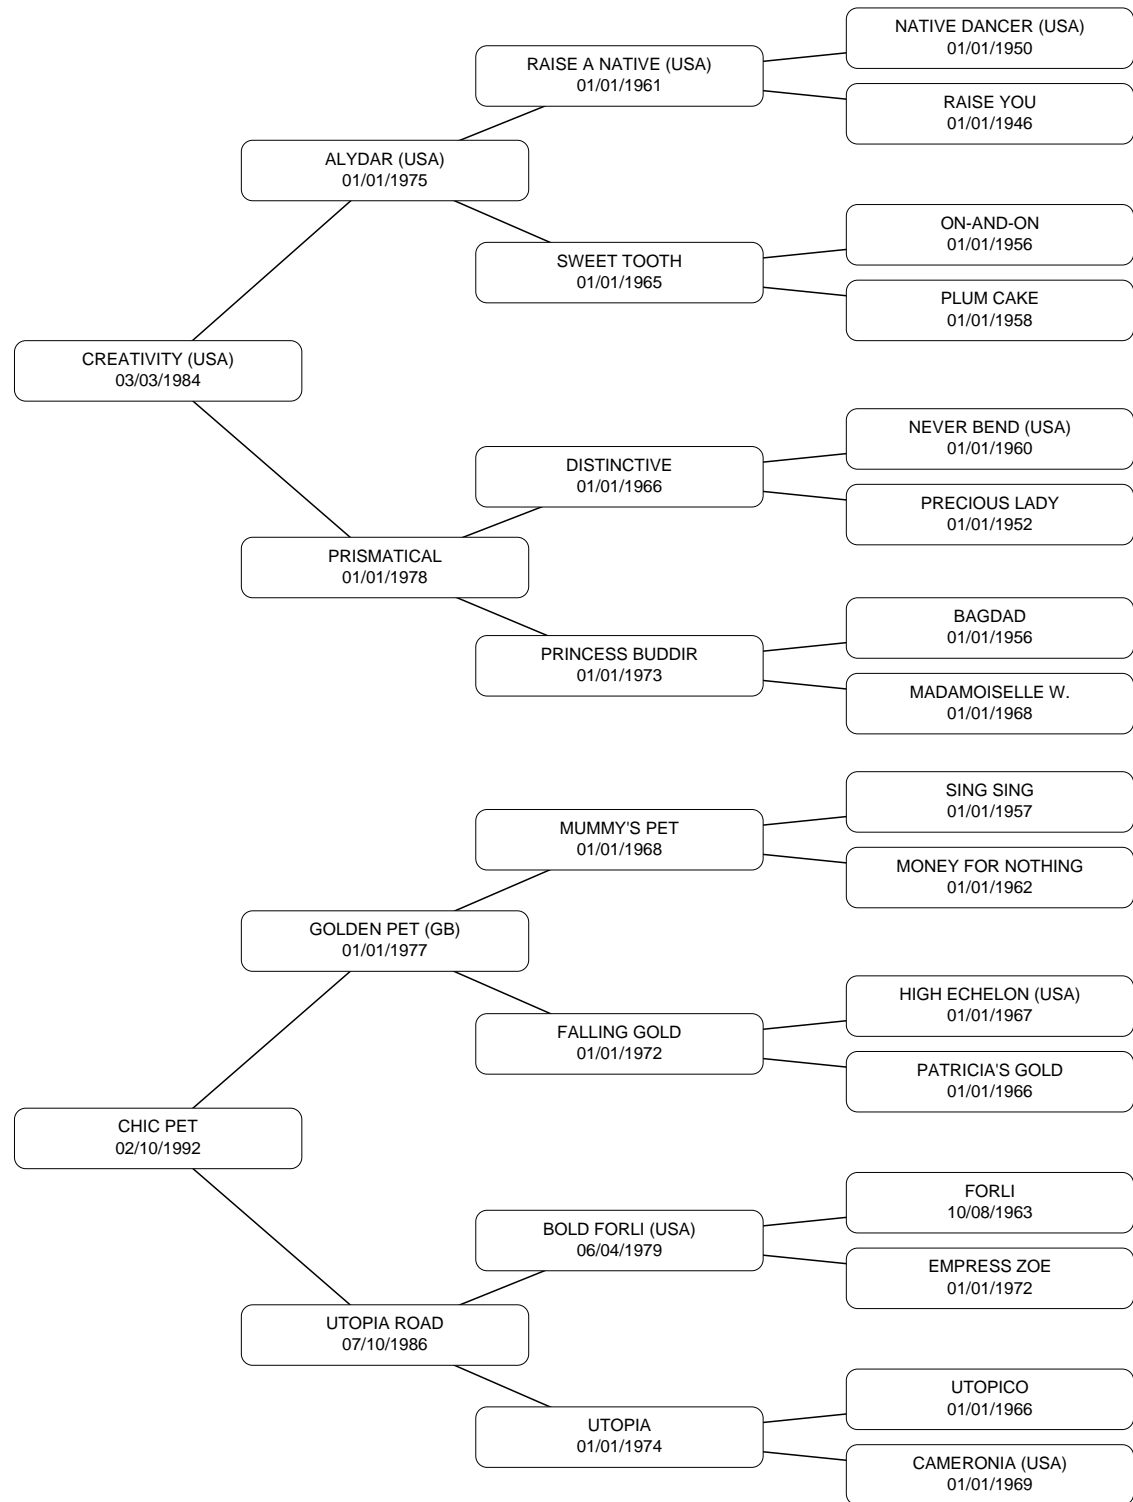 NATIVE DANCER (USA)
01/01/1950
RAISE A NATIVE (USA)
01/01/1961
RAISE YOU
01/01/1946
ALYDAR (USA)
01/01/1975
ON-AND-ON
01/01/1956
SWEET TOOTH
01/01/1965
PLUM CAKE
01/01/1958
CREATIVITY (USA)
03/03/1984
NEVER BEND (USA)
01/01/1960
DISTINCTIVE
01/01/1966
PRECIOUS LADY
01/01/1952
PRISMATICAL
01/01/1978
BAGDAD
01/01/1956
PRINCESS BUDDIR
01/01/1973
MADAMOISELLE W.
01/01/1968
SING SING
01/01/1957
MUMMY'S PET
01/01/1968
MONEY FOR NOTHING
01/01/1962
GOLDEN PET (GB)
01/01/1977
HIGH ECHELON (USA)
01/01/1967
FALLING GOLD
01/01/1972
PATRICIA'S GOLD
01/01/1966
CHIC PET
02/10/1992
FORLI
10/08/1963
BOLD FORLI (USA)
06/04/1979
EMPRESS ZOE
01/01/1972
UTOPIA ROAD
07/10/1986
UTOPICO
01/01/1966
UTOPIA
01/01/1974
CAMERONIA (USA)
01/01/1969